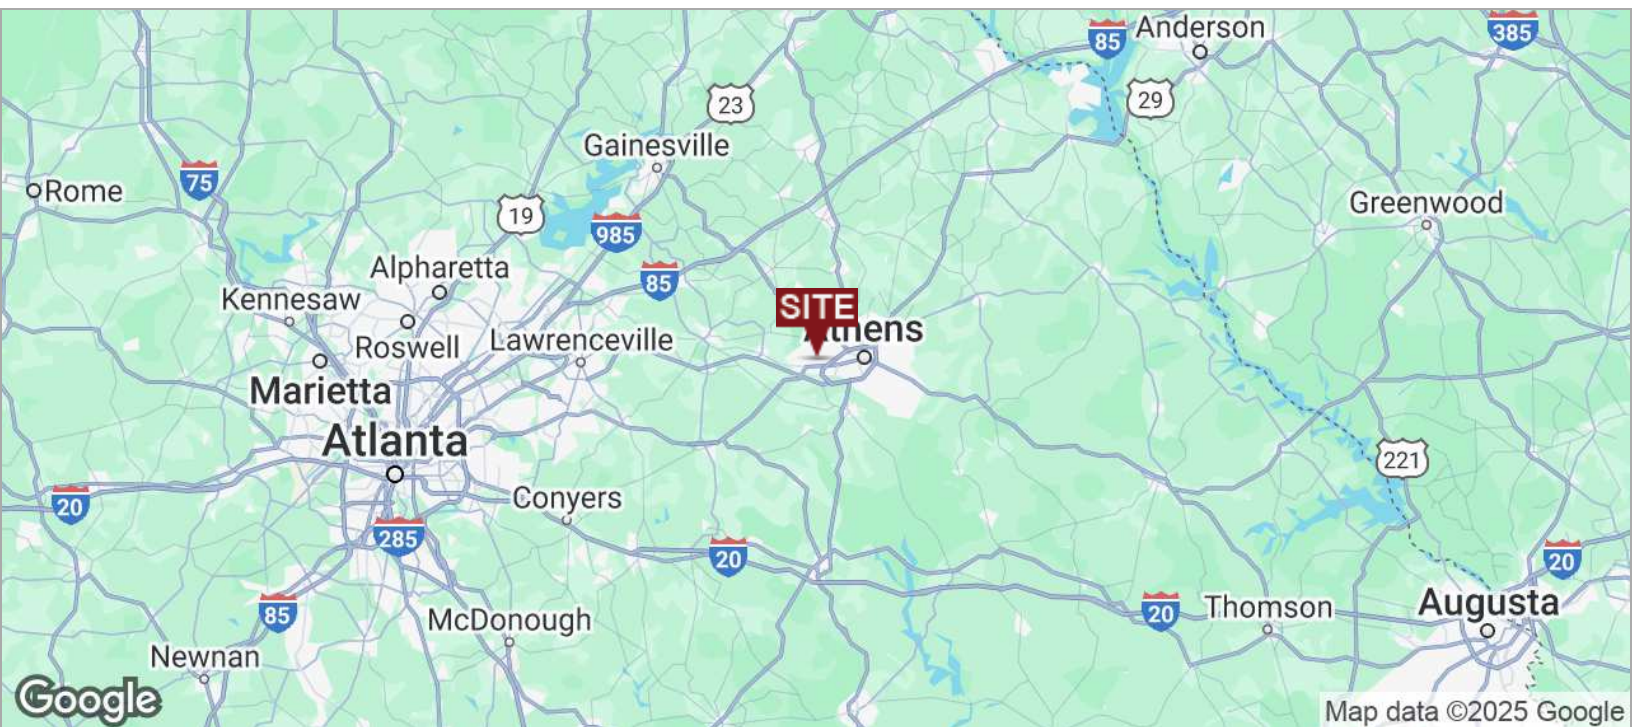 85
Anderson
385
23
29
Gainesville
75
Rome
19
Greenwood
985
Alpharetta
85
Kennesaw
SITE
Athens
Roswell
Lawrenceville
Marietta
Atlanta
221
20
Conyers
285
20
20
85
McDonough
20
Thomson
Augusta
Newnan
Google
Map data ©2025 Google